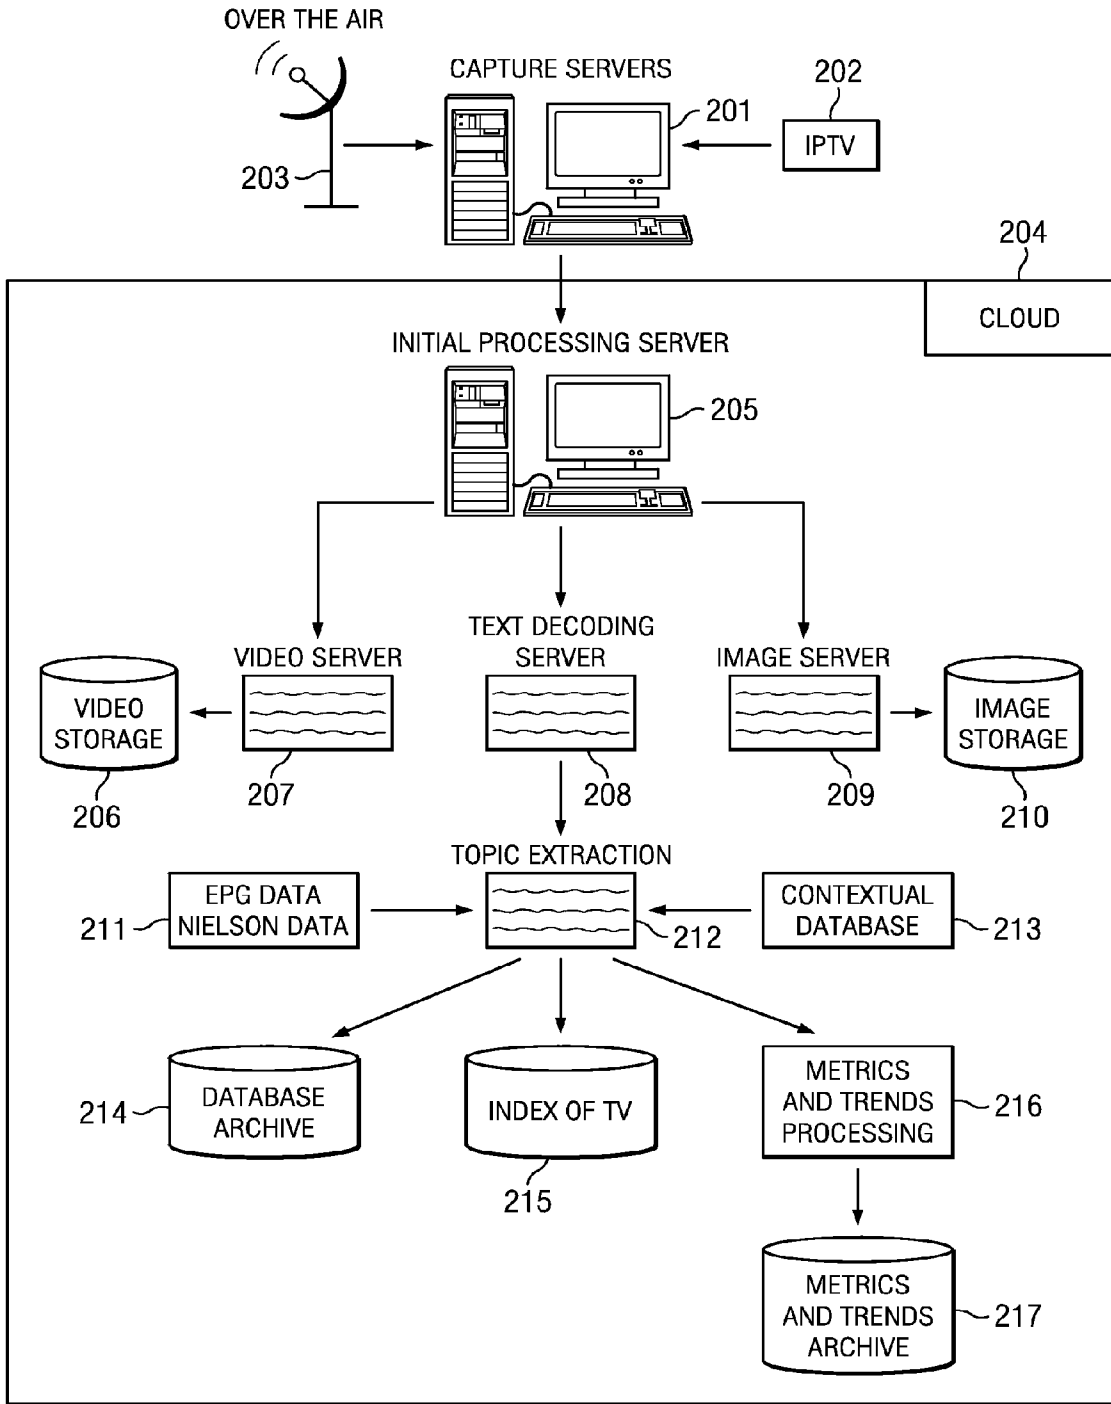 OVER THE AIR
CAPTURE SERVERS
202
201
IPTV
203
204
CLOUD
INITIAL PROCESSING SERVER
205
TEXT DECODING
SERVER
VIDEO SERVER
IMAGE SERVER
VIDEO
STORAGE
IMAGE
STORAGE
206
207
208
209
210
TOPIC EXTRACTION
EPG DATA
NIELSON DATA
211
212
CONTEXTUAL
DATABASE
213
DATABASE
ARCHIVE
214
INDEX OF TV
215
METRICS
AND TRENDS
PROCESSING
216
METRICS
AND TRENDS
ARCHIVE
217